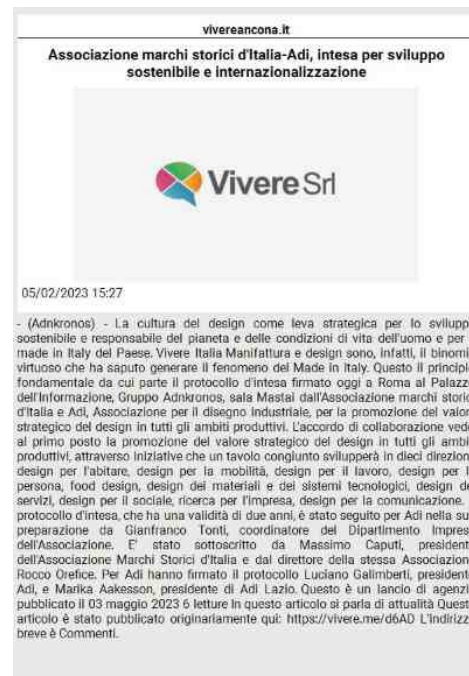 vivereancona.it
Associazione marchi storici d'Italia-Adi, intesa per sviluppo
sostenibile e internazionalizzazione
Vivere Srl
05/02/2023 15:27
- (Adnkronos) - La cultura del design come leva strategica per lo svilupp
sostenibile e responsabile del pianeta e delle condizioni di vita dell'uomo e per
made in Italy del Paese. Vivere Italia Manifattura e design sono, infatti, il binomi
virtuoso che ha saputo generare il fenomeno del Made in Italy. Questo il principi
fondamentale da cui parte il protocollo d'intesa firmato oggi a Roma al Palazz
dell'Informazione, Gruppo Adnkronos, sala Mastai dall'Associazione marchi storic
d'Italia e Adi, Associazione per il disegno industriale, per la promozione del valor
strategico del design in tutti gli ambiti produttivi. L'accordo di collaborazione ved
al primo posto la promozione del valore strategico del design in tutti gli ambi
produttivi, attraverso iniziative che un tavolo congiunto svilupperà in dieci direzion
design per l'abitare, design per la mobilità, design per il lavoro, design per l
persona, food design, design dei materiali e dei sistemi tecnologici, design de
servizi, design per il sociale, ricerca per l'impresa, design per la comunicazione.
protocollo d'intesa, che ha una validità di due anni, è stato seguito per Adi nella su
preparazione da Gianfranco Tonti, coordinatore del Dipartimento Impres
dell'Associazione. E' stato sottoscritto da Massimo Caputi, president
dell'Associazione Marchi Storici d'Italia e dal direttore della stessa Associazion
Rocco Orefice. Per Adi hanno firmato il protocollo Luciano Galimberti, president
Adi, e Marika Aakesson, presidente di Adi Lazio. Questo è un lancio di agenzi
pubblicato il 03 maggio 2023 6 letture In questo articolo si parla di attualità Quest
articolo è stato pubblicato originariamente qui: https://vivere.me/d6AD L'indirizz
breve è Commenti.